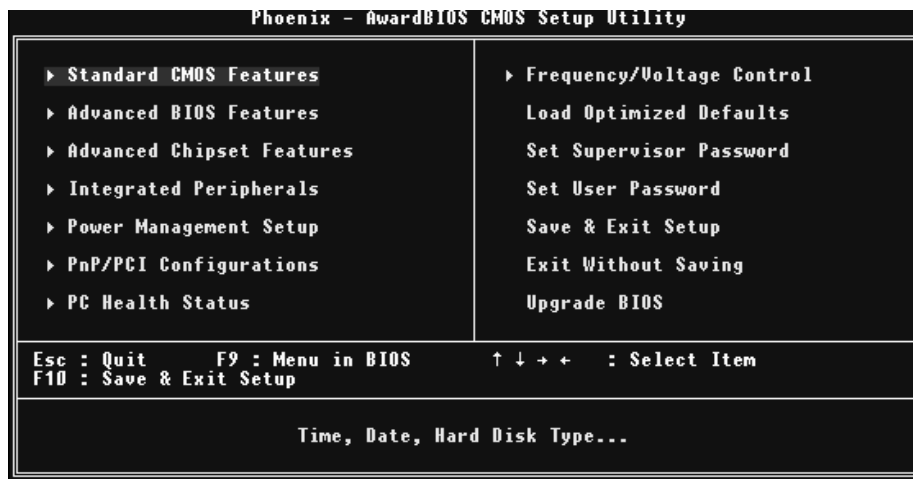 Phoenix - AwardBIOS CMOS Setup Utility
▸ Standard CMOS Features
▸ Advanced BIOS Features
▸ Advanced Chipset Features
▸ Integrated Peripherals
▸ Power Management Setup
▸ PnP/PCI Configurations
▸ PC Health Status
▸ Frequency/Voltage Control
Load Optimized Defaults
Set Supervisor Password
Set User Password
Save & Exit Setup
Exit Without Saving
Upgrade BIOS
Esc : Quit F9 : Menu in BIOS ↑ ↓ → ← : Select Item
F10 : Save & Exit Setup
Time, Date, Hard Disk Type...